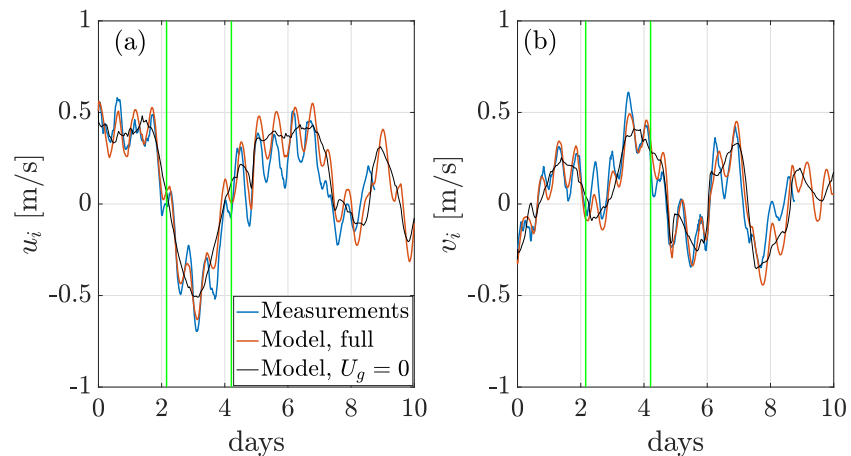 (a)
u_i [m/s]
1
0.5
0
-0.5
-1
0 2 4 6 8 10
days
Measurements
Model, full
Model, U_g = 0
(b)
v_i [m/s]
1
0.5
0
-0.5
-1
0 2 4 6 8 10
days